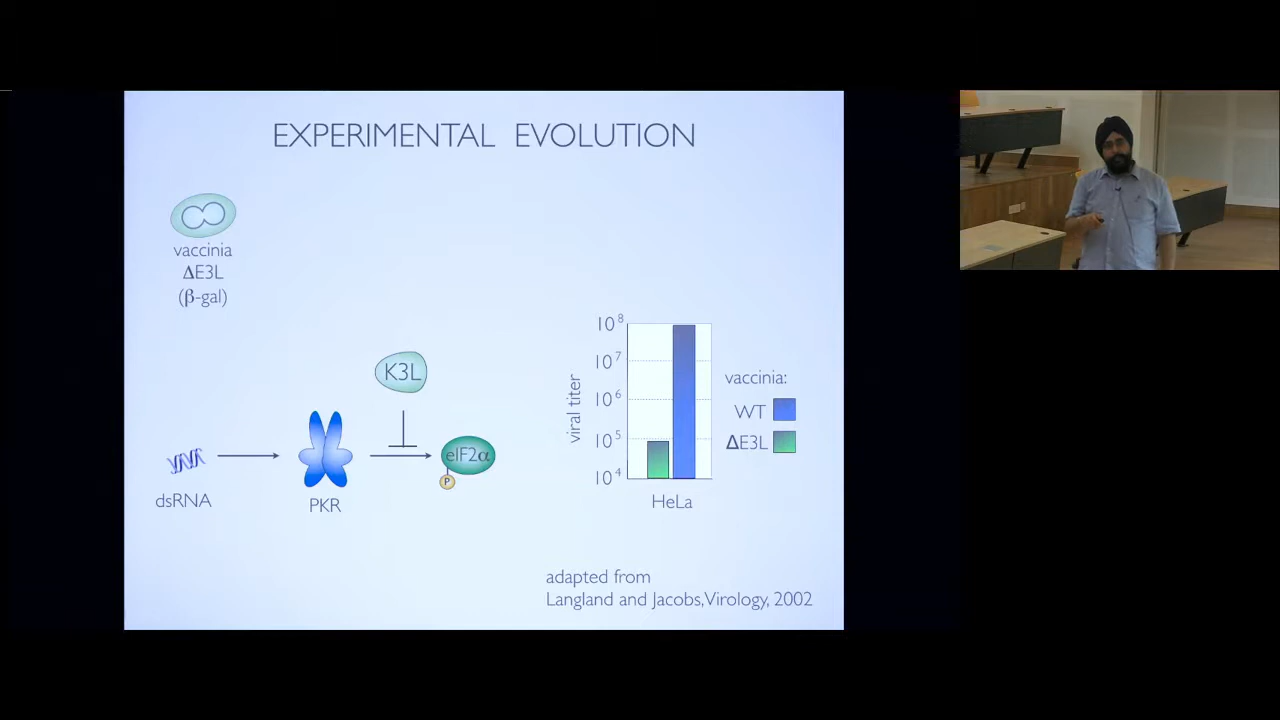 EXPERIMENTAL EVOLUTION
vaccinia
ΔE3L
(β-gal)
K3L
dsRNA
PKR
eIF2α
P
viral titer
10⁸
10⁷
10⁶
10⁵
10⁴
HeLa
vaccinia:
WT
ΔE3L
adapted from
Langland and Jacobs, Virology, 2002